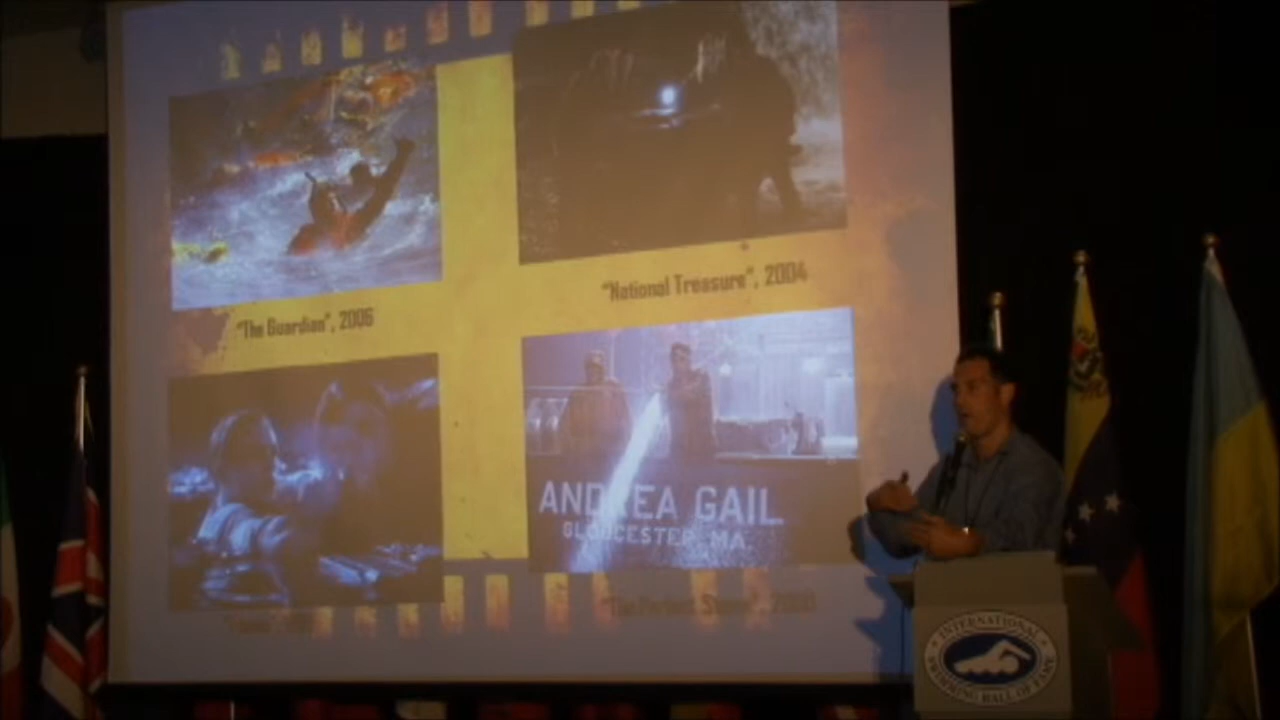 "National Treasure", 2004
"The Guardian", 2006
ANDREA GAIL
GLOUCESTER, MA.
INTERNATIONAL
SWIMMING HALL OF FAME